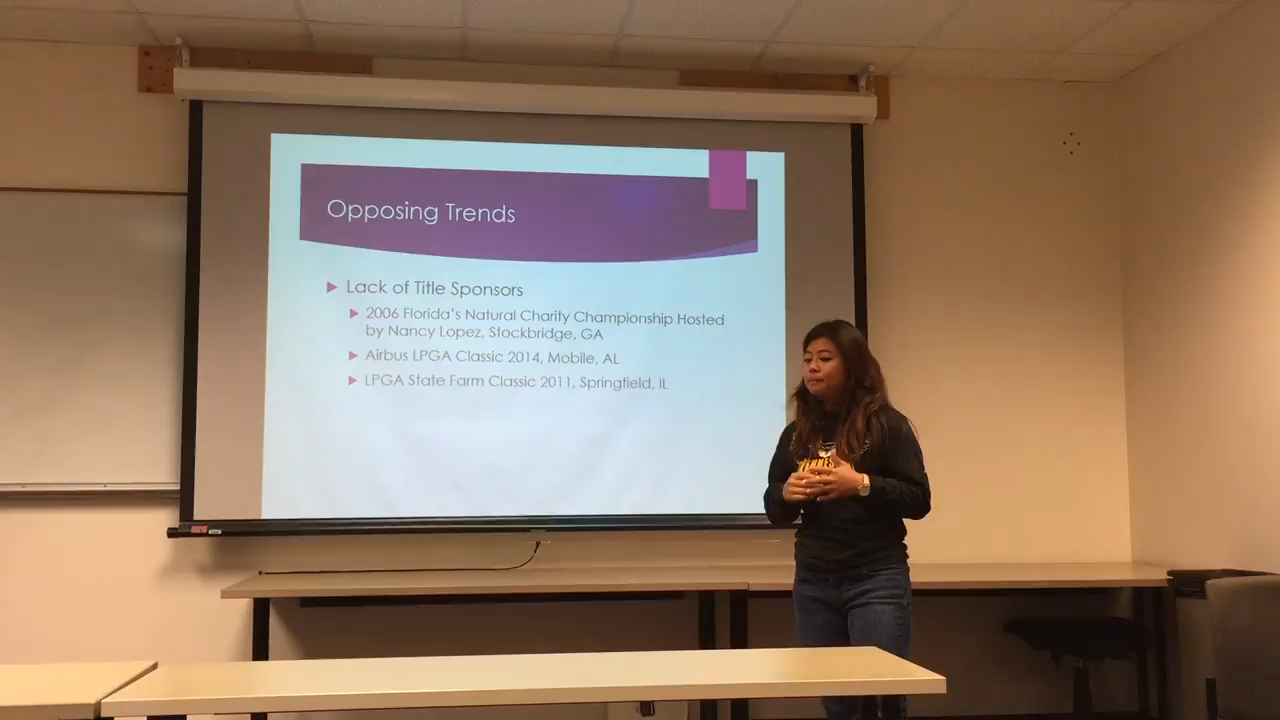 Opposing Trends
Lack of Title Sponsors
2006 Florida's Natural Charity Championship Hosted
by Nancy Lopez, Stockbridge, GA
Airbus LPGA Classic 2014, Mobile, AL
LPGA State Farm Classic 2011, Springfield, IL